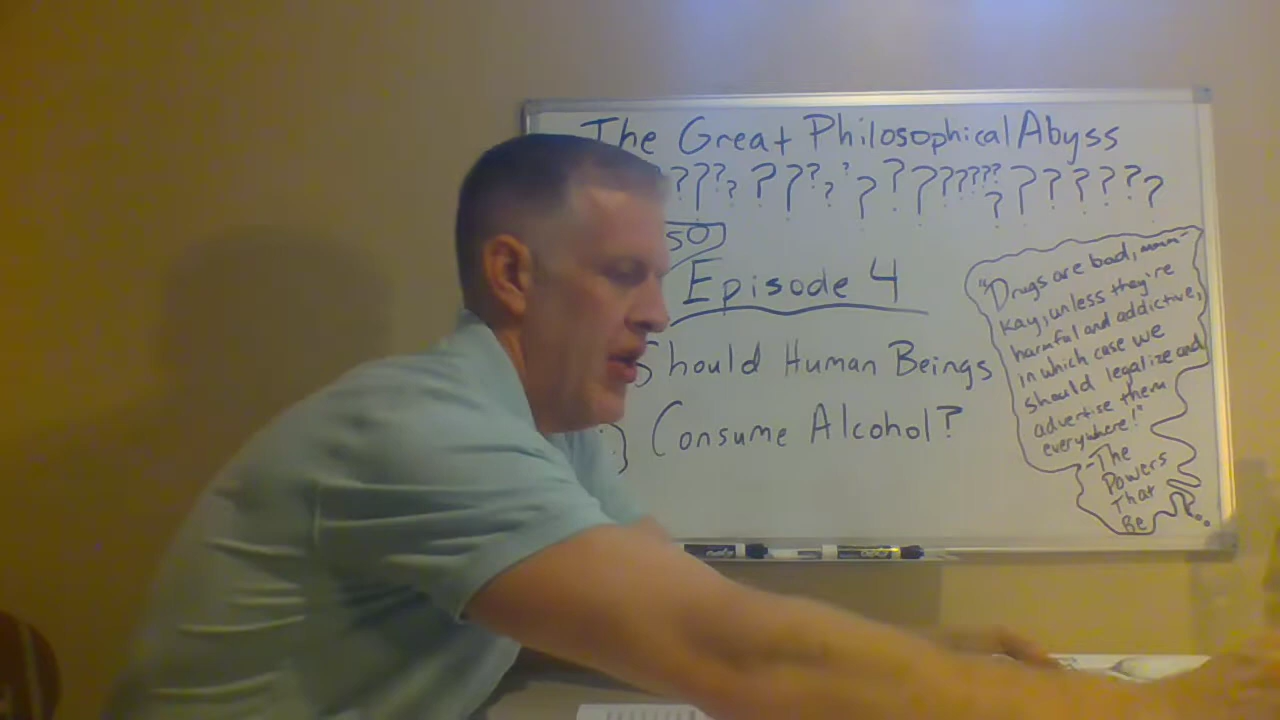 The Great Philosophical Abyss
???? ???, ' ? ? ???????? ? ? ? ? ? ?
so
Episode 4
Should Human Beings
Consume Alcohol?
"Drugs are bad, mmm-
kay, unless they're
harmful and addictive,
in which case we
should legalize and
advertise them
everywhere!"
-The
Powers
That
Be